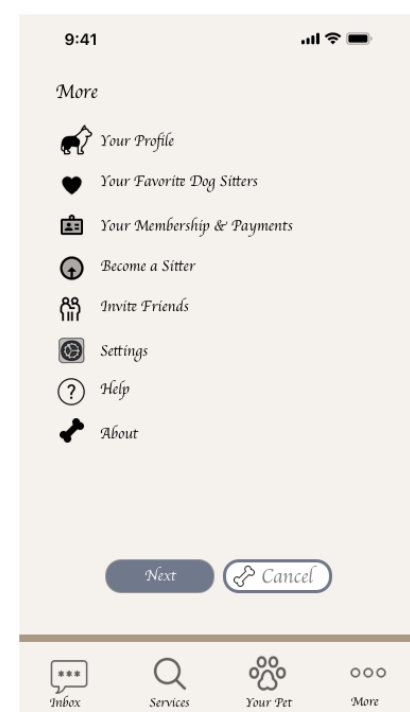 9:41
More
Your Profile
Your Favorite Dog Sitters
Your Membership & Payments
Become a Sitter
Invite Friends
Settings
? Help
About
Next Cancel
***
Inbox Services Your Pet More